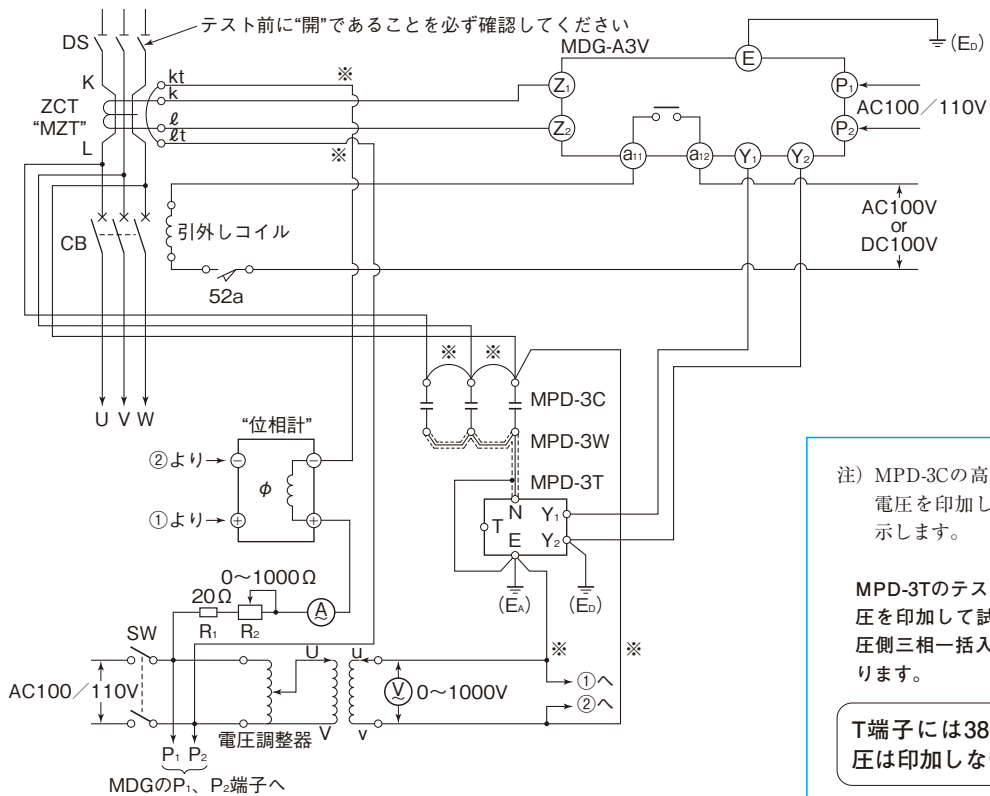 テスト前に“開”であることを必ず確認してください
DS
MDG-A3V
E
(ED)
K
kt
※
※
k
Z1
P1
ZCT
“MZT”
AC100/110V
ℓ
Z2
P2
ℓt
L
※
a11
a12
Y1
Y2
引外しコイル
CB
AC100V
or
DC100V
52a
※
※
MPD-3C
U V W
MPD-3W
“位相計”
②より
MPD-3T
φ
N
Y1
T
①より
E
Y2
0〜1000Ω
20Ω
A
(EA)
(ED)
R1
R2
SW
U
u
※
※
AC100/110V
V
0〜1000V
①へ
②へ
電圧調整器
V
v
P1 P2
MDGのP1、P2端子へ
注）MPD-3Cの高
電圧を印加し
示します。
MPD-3Tのテス
圧を印加して試
圧側三相一括入
ります。
T端子には38
圧は印加しな